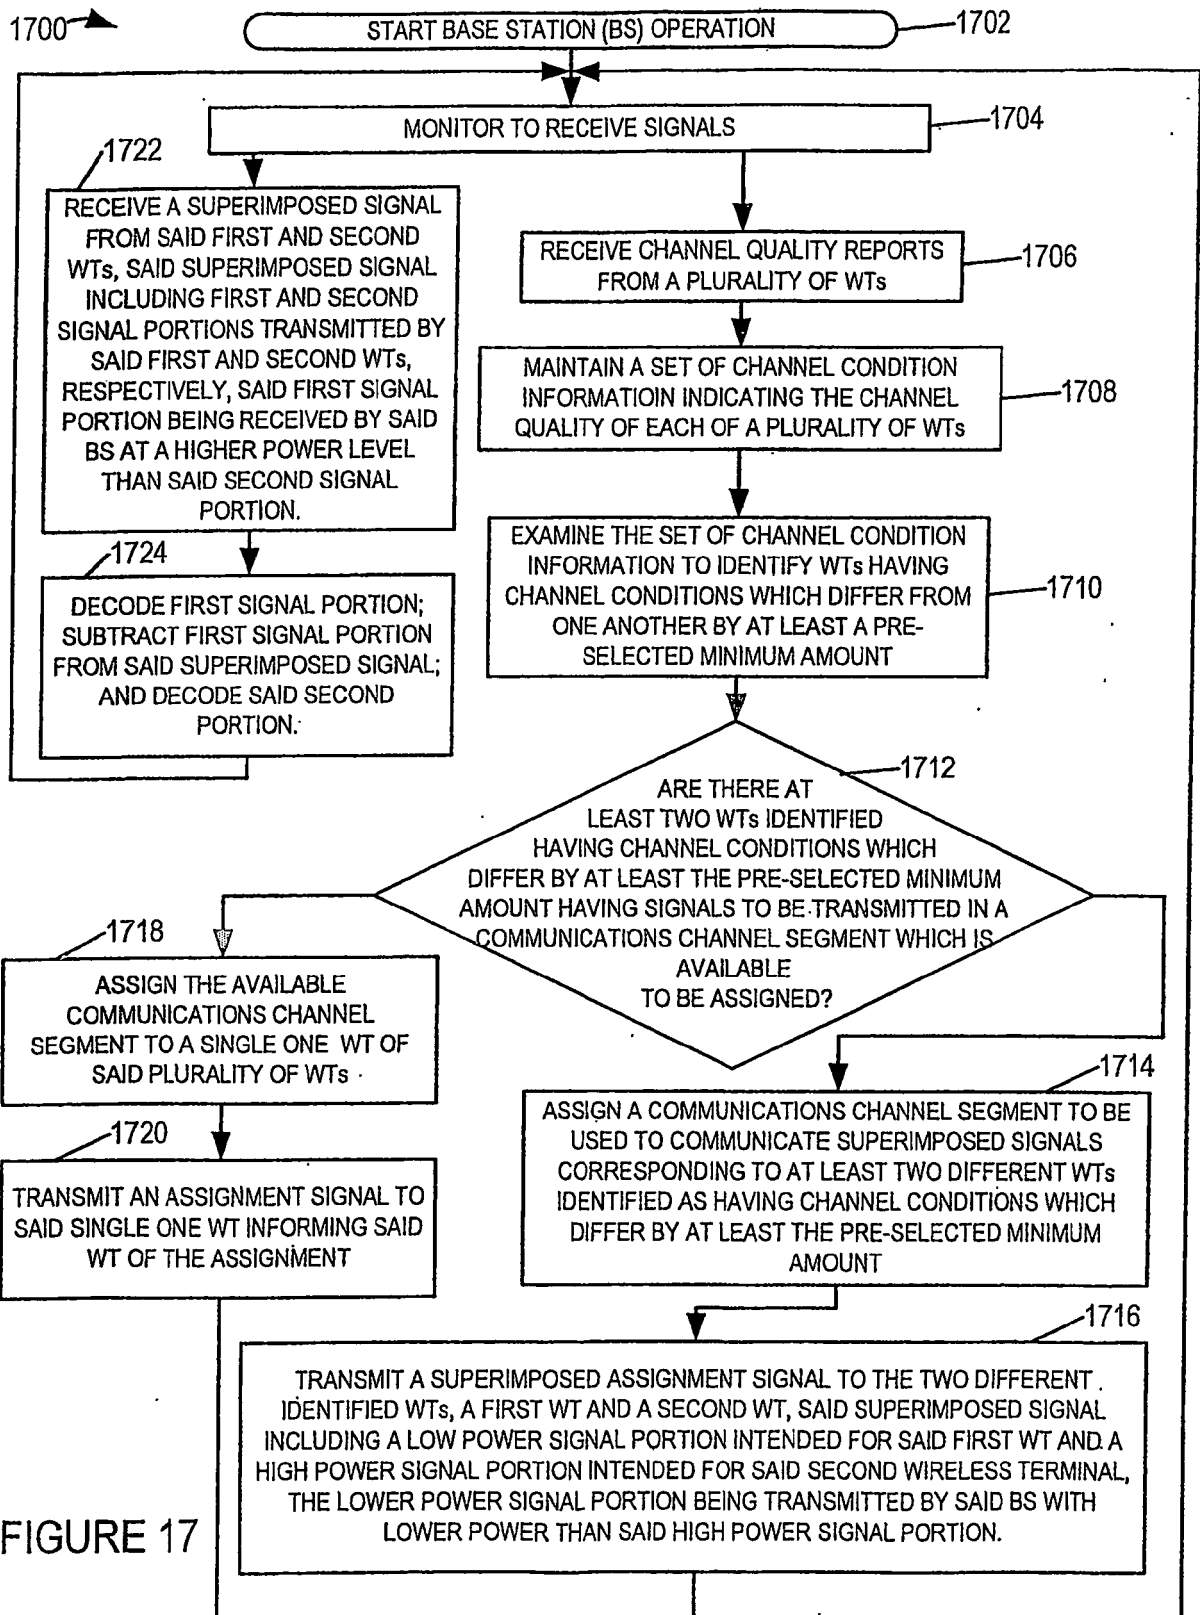 1700
START BASE STATION (BS) OPERATION
1702
MONITOR TO RECEIVE SIGNALS
1704
1722
RECEIVE A SUPERIMPOSED SIGNAL
FROM SAID FIRST AND SECOND
WTs, SAID SUPERIMPOSED SIGNAL
INCLUDING FIRST AND SECOND
SIGNAL PORTIONS TRANSMITTED BY
SAID FIRST AND SECOND WTs,
RESPECTIVELY, SAID FIRST SIGNAL
PORTION BEING RECEIVED BY SAID
BS AT A HIGHER POWER LEVEL
THAN SAID SECOND SIGNAL
PORTION.
1724
DECODE FIRST SIGNAL PORTION;
SUBTRACT FIRST SIGNAL PORTION
FROM SAID SUPERIMPOSED SIGNAL;
AND DECODE SAID SECOND
PORTION.
RECEIVE CHANNEL QUALITY REPORTS
FROM A PLURALITY OF WTs
1706
MAINTAIN A SET OF CHANNEL CONDITION
INFORMATIOIN INDICATING THE CHANNEL
QUALITY OF EACH OF A PLURALITY OF WTs
1708
EXAMINE THE SET OF CHANNEL CONDITION
INFORMATION TO IDENTIFY WTs HAVING
CHANNEL CONDITIONS WHICH DIFFER FROM
ONE ANOTHER BY AT LEAST A PRE-
SELECTED MINIMUM AMOUNT
1710
1712
ARE THERE AT
LEAST TWO WTs IDENTIFIED
HAVING CHANNEL CONDITIONS WHICH
DIFFER BY AT LEAST THE PRE-SELECTED MINIMUM
AMOUNT HAVING SIGNALS TO BE TRANSMITTED IN A
COMMUNICATIONS CHANNEL SEGMENT WHICH IS
AVAILABLE
TO BE ASSIGNED?
1718
ASSIGN THE AVAILABLE
COMMUNICATIONS CHANNEL
SEGMENT TO A SINGLE ONE WT OF
SAID PLURALITY OF WTs
1720
TRANSMIT AN ASSIGNMENT SIGNAL TO
SAID SINGLE ONE WT INFORMING SAID
WT OF THE ASSIGNMENT
1714
ASSIGN A COMMUNICATIONS CHANNEL SEGMENT TO BE
USED TO COMMUNICATE SUPERIMPOSED SIGNALS
CORRESPONDING TO AT LEAST TWO DIFFERENT WTs
IDENTIFIED AS HAVING CHANNEL CONDITIONS WHICH
DIFFER BY AT LEAST THE PRE-SELECTED MINIMUM
AMOUNT
1716
TRANSMIT A SUPERIMPOSED ASSIGNMENT SIGNAL TO THE TWO DIFFERENT
IDENTIFIED WTs, A FIRST WT AND A SECOND WT, SAID SUPERIMPOSED SIGNAL
INCLUDING A LOW POWER SIGNAL PORTION INTENDED FOR SAID FIRST WT AND A
HIGH POWER SIGNAL PORTION INTENDED FOR SAID SECOND WIRELESS TERMINAL,
THE LOWER POWER SIGNAL PORTION BEING TRANSMITTED BY SAID BS WITH
LOWER POWER THAN SAID HIGH POWER SIGNAL PORTION.
FIGURE 17